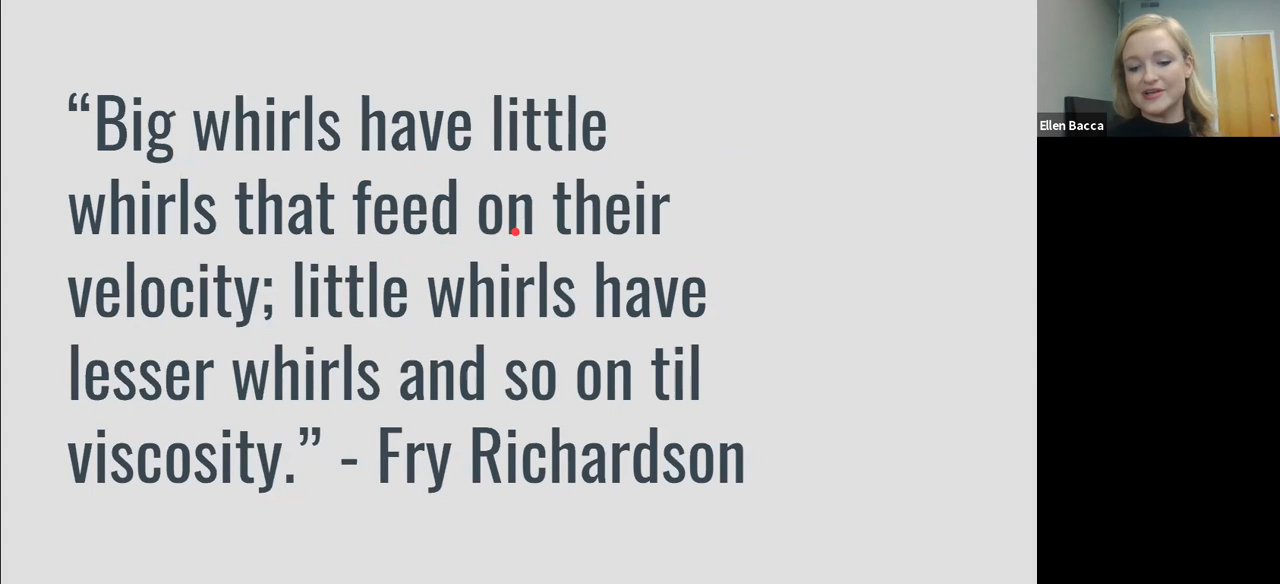 “Big whirls have little
whirls that feed on their
velocity; little whirls have
lesser whirls and so on til
viscosity.” - Fry Richardson
Ellen Bacca